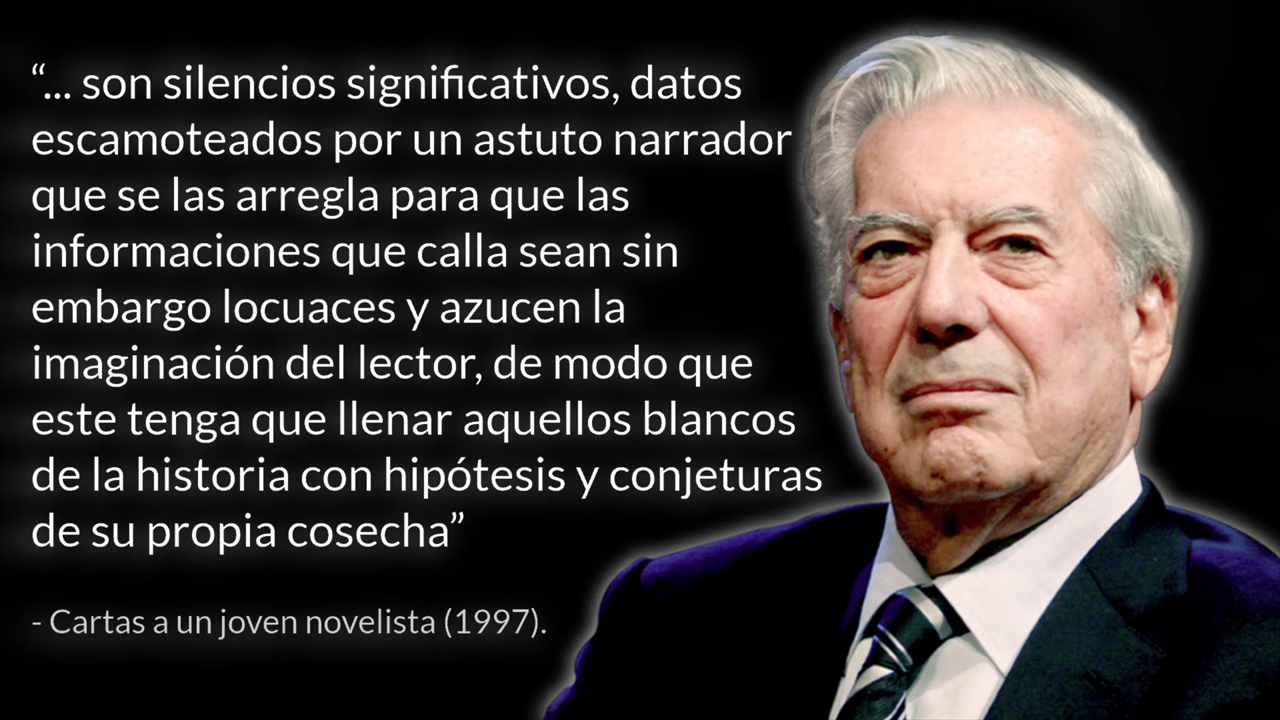 “... son silencios significativos, datos
escamoteados por un astuto narrador
que se las arregla para que las
informaciones que calla sean sin
embargo locuaces y azucen la
imaginación del lector, de modo que
este tenga que llenar aquellos blancos
de la historia con hipótesis y conjeturas
de su propia cosecha”
- Cartas a un joven novelista (1997).